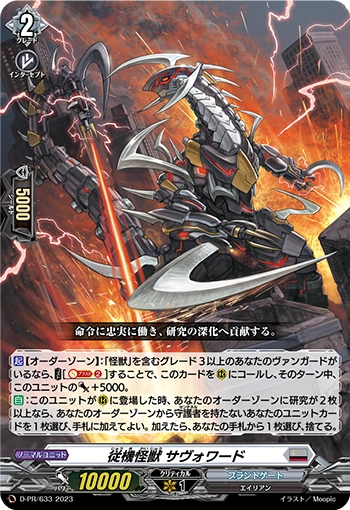 2
グレード
インターセプト
5000
シールド
命令に忠実に働き、研究の深化へ貢献する。
起【オーダーゾーン】:「怪獣」を含むグレード3以上のあなたのヴァンガードが
いるなら、[ブラスト2]することで、このカードをRにコールし、そのターン中、
このユニットの+5000。
自:このユニットがRに登場した時、あなたのオーダーゾーンに研究が2枚
以上なら、あなたのオーダーゾーンから守護者を持たないあなたのユニットカー
ドを1枚選び、手札に加えてよい。加えたら、あなたの手札から1枚選び、捨てる。
ノーマルユニット
従機怪獣 サヴォワード
パワー
10000
クリティカル
1
ブラントゲート
エイリアン
D-PR/633 2023
イラスト/ Moopic